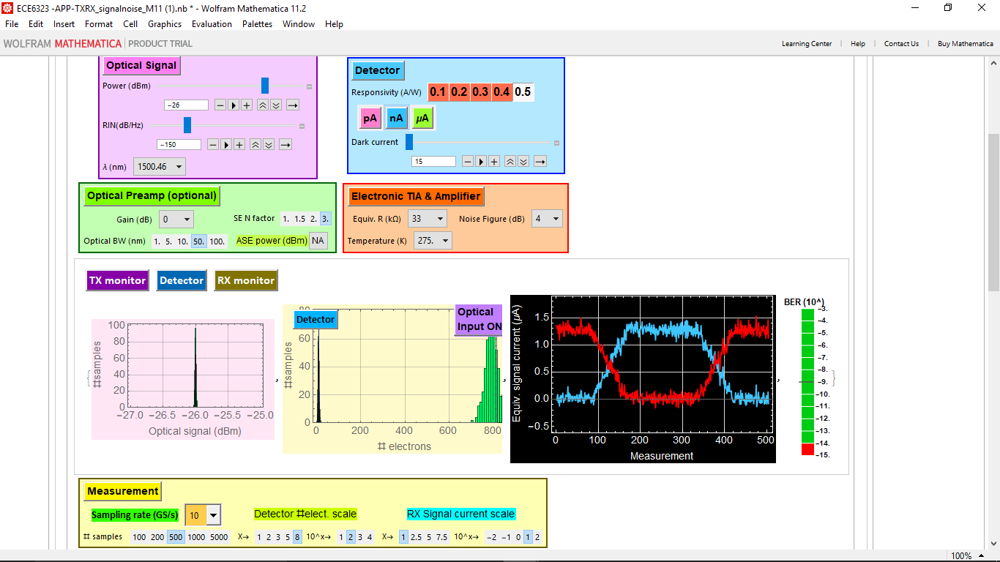 ECE6323 -APP-TXRX_signalnoise_M11 (1).nb * - Wolfram Mathematica 11.2
File Edit Insert Format Cell Graphics Evaluation Palettes Window Help
WOLFRAM MATHEMATICA | PRODUCT TRIAL
Learning Center | Help | Contact Us | Buy Mathematica
Optical Signal
Power (dBm)
-26
RIN(dB/Hz)
-150
λ (nm) 1500.46
Detector
Responsivity (A/W) 0.1 0.2 0.3 0.4 0.5
pA nA μA
Dark current
15
Optical Preamp (optional)
Gain (dB) 0 SE N factor 1. 1.5 2. 3.
Optical BW (nm) 1. 5. 10. 50. 100. ASE power (dBm) NA
Electronic TIA & Amplifier
Equiv. R (kΩ) 33 Noise Figure (dB) 4
Temperature (K) 275.
TX monitor Detector RX monitor
{
#samples
100
80
60
40
20
0
-27.0 -26.5 -26.0 -25.5 -25.0
Optical signal (dBm)
,
Detector
Optical
Input ON
#samples
80
60
40
20
0
0 200 400 600 800
# electrons
,
Equiv. signal current (μA)
1.5
1.0
0.5
0.0
-0.5
0 100 200 300 400 500
Measurement
,
BER (10^)
-3.
-4.
-5.
-6.
-7.
-8.
-9.
-10.
-11.
-12.
-13.
-14.
-15.
}
Measurement
Sampling rate (GS/s) 10 Detector #elect. scale RX Signal current scale
# samples 100 200 500 1000 5000 X→ 1 2 3 5 8 10^x→ 1 2 3 4 X→ 1 2.5 5 7.5 10^x→ -2 -1 0 1 2
100%